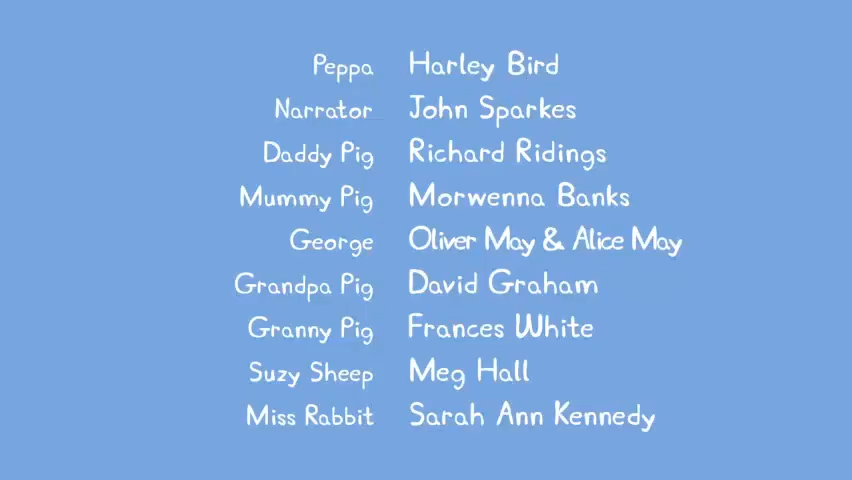 Peppa Harley Bird
Narrator John Sparkes
Daddy Pig Richard Ridings
Mummy Pig Morwenna Banks
George Oliver May & Alice May
Grandpa Pig David Graham
Granny Pig Frances White
Suzy Sheep Meg Hall
Miss Rabbit Sarah Ann Kennedy